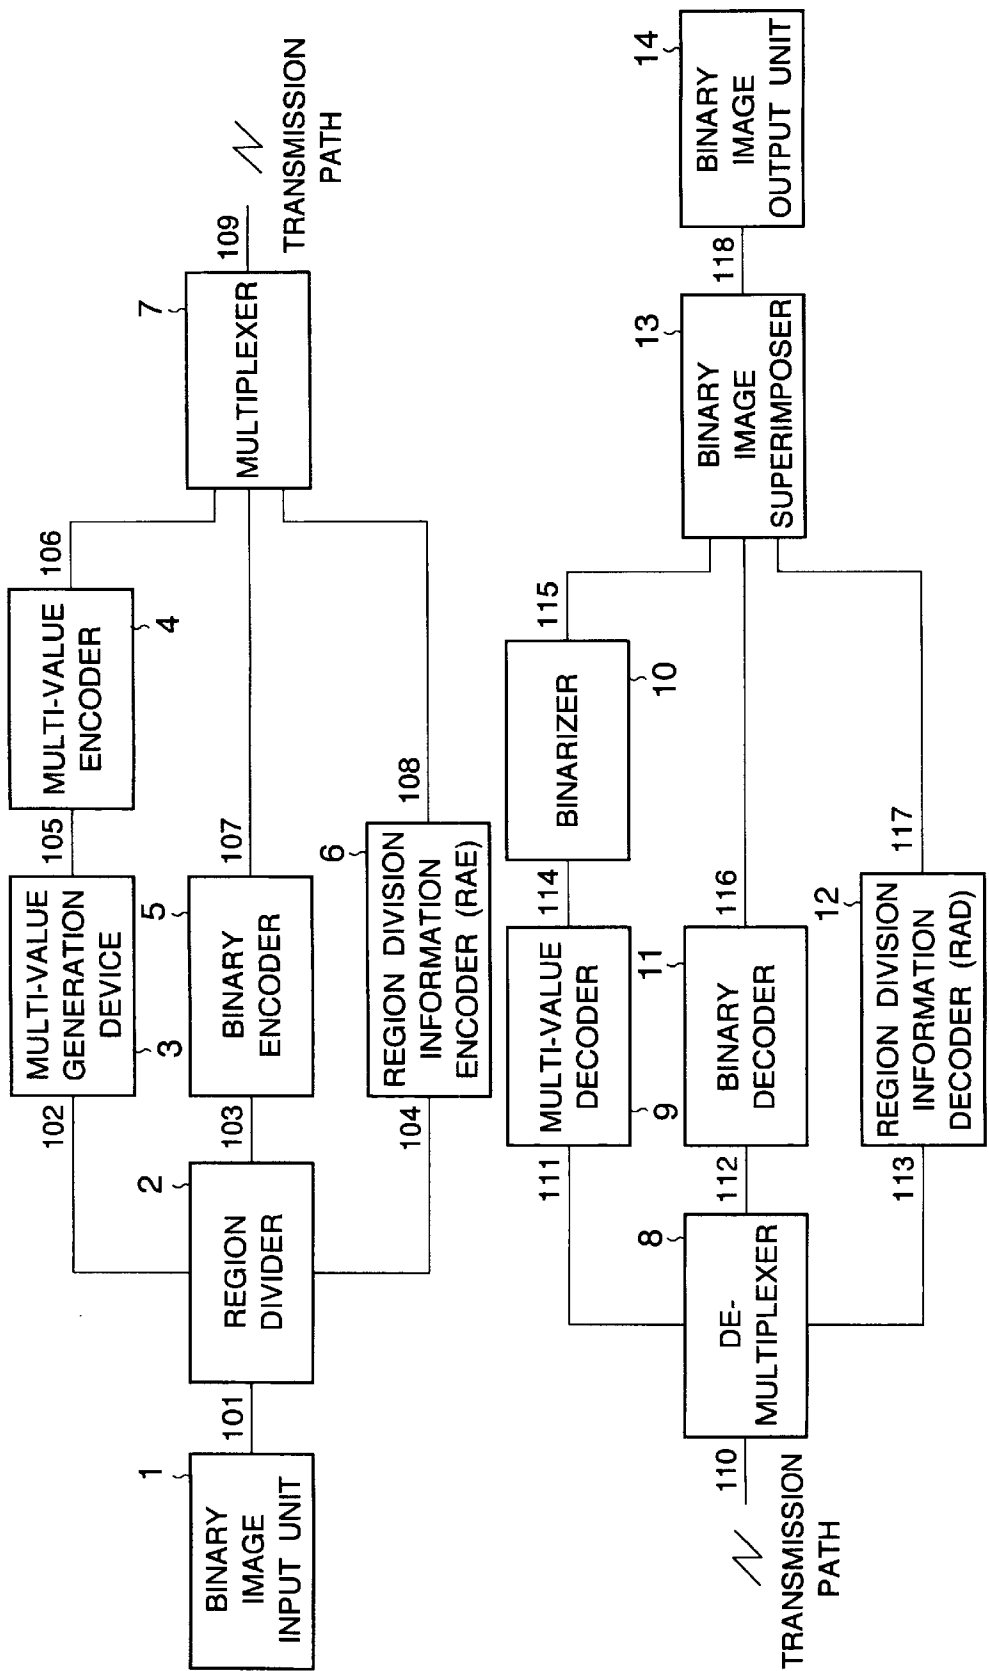 1
BINARY
IMAGE
INPUT UNIT
101
2
REGION
DIVIDER
102
103
104
3
MULTI-VALUE
GENERATION
DEVICE
105
4
MULTI-VALUE
ENCODER
106
5
BINARY
ENCODER
107
6
REGION DIVISION
INFORMATION
ENCODER (RAE)
108
7
MULTIPLEXER
109
TRANSMISSION
PATH
TRANSMISSION
PATH
110
8
DE-
MULTIPLEXER
111
112
113
9
MULTI-VALUE
DECODER
114
10
BINARIZER
115
11
BINARY
DECODER
116
12
REGION DIVISION
INFORMATION
DECODER (RAD)
117
13
BINARY
IMAGE
SUPERIMPOSER
118
14
BINARY
IMAGE
OUTPUT UNIT